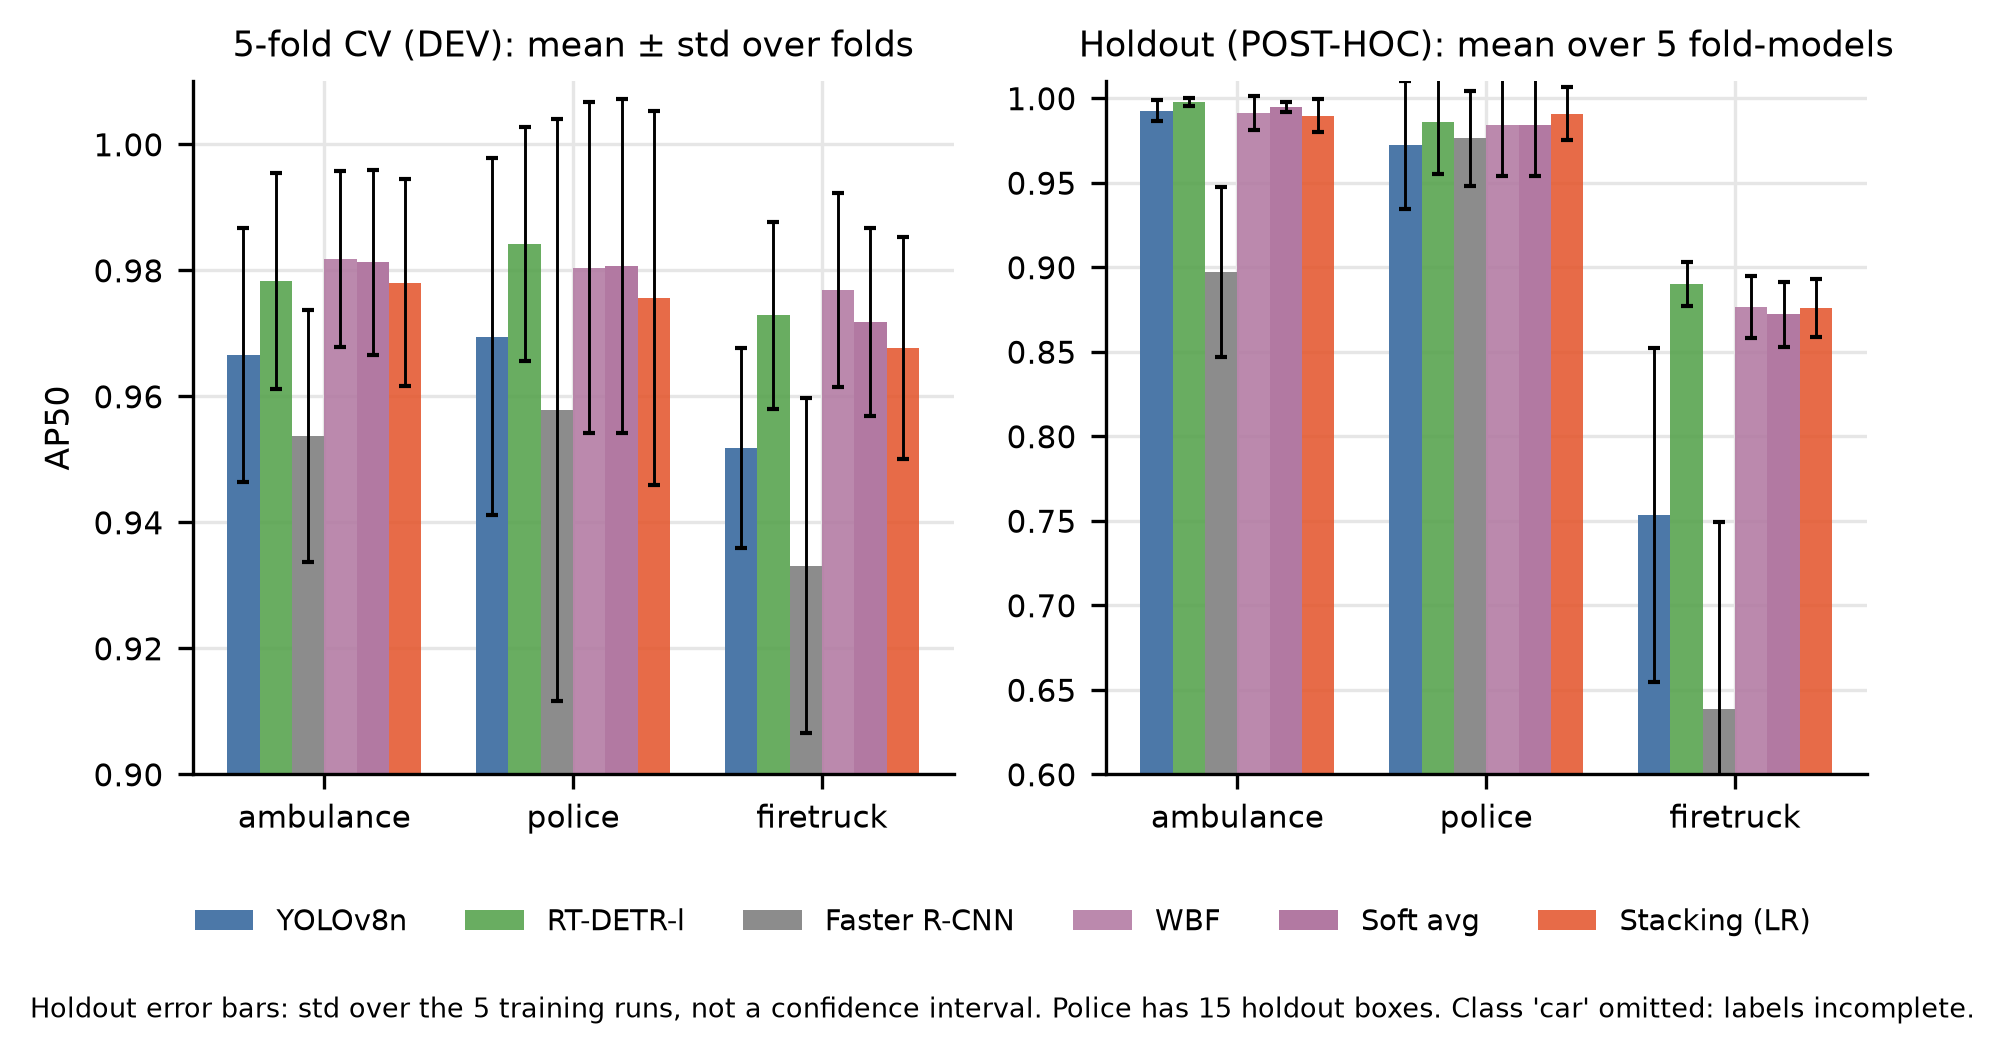 5-fold CV (DEV): mean ± std over folds
AP50
1.00
0.98
0.96
0.94
0.92
0.90
ambulance police firetruck
Holdout (POST-HOC): mean over 5 fold-models
1.00
0.95
0.90
0.85
0.80
0.75
0.70
0.65
0.60
ambulance police firetruck
YOLOv8n RT-DETR-l Faster R-CNN WBF Soft avg Stacking (LR)
Holdout error bars: std over the 5 training runs, not a confidence interval. Police has 15 holdout boxes. Class 'car' omitted: labels incomplete.